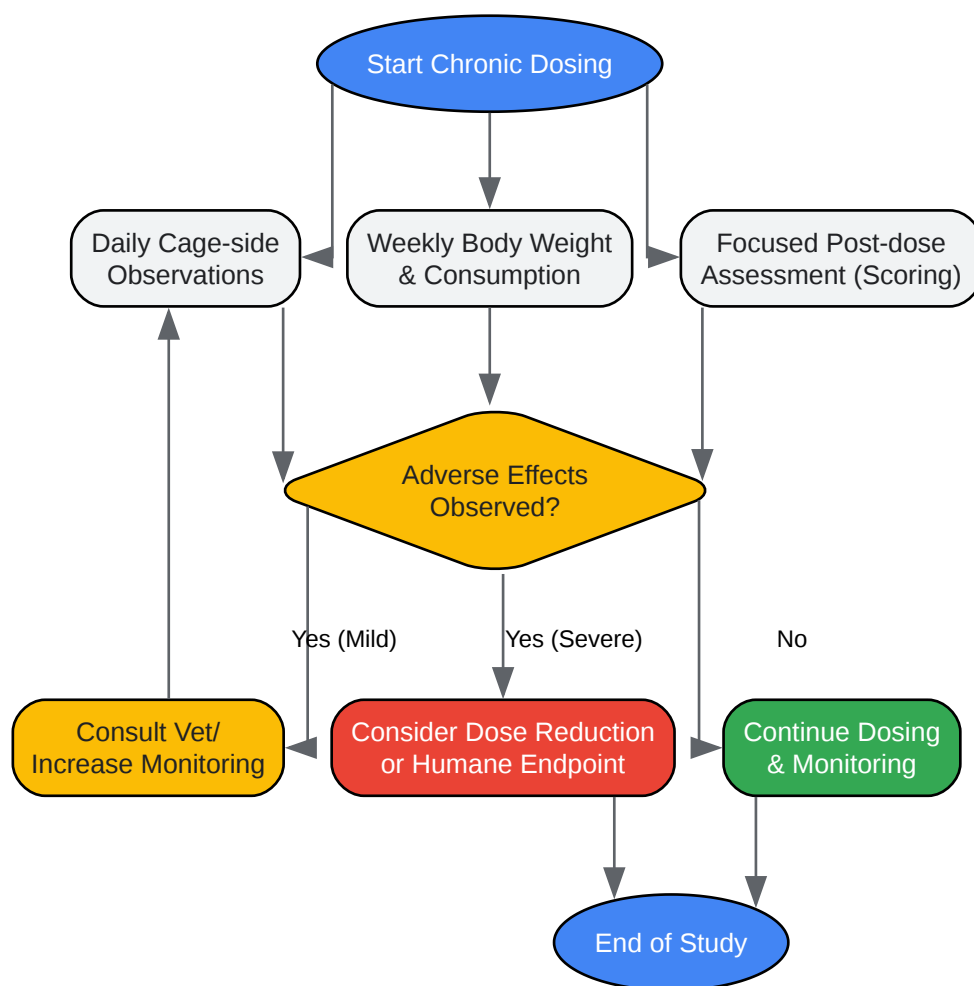 Start Chronic Dosing
Daily Cage-side
Observations
Weekly Body Weight
& Consumption
Focused Post-dose
Assessment (Scoring)
Adverse Effects
Observed?
Yes (Mild)
Yes (Severe)
No
Consult Vet/
Increase Monitoring
Consider Dose Reduction
or Humane Endpoint
Continue Dosing
& Monitoring
End of Study